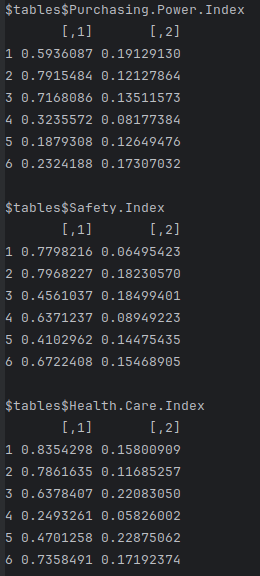 $tables$Purchasing.Power.Index
[,1] [,2]
1 0.5936087 0.19129130
2 0.7915484 0.12127864
3 0.7168086 0.13511573
4 0.3235572 0.08177384
5 0.1879308 0.12649476
6 0.2324188 0.17307032
$tables$Safety.Index
[,1] [,2]
1 0.7798216 0.06495423
2 0.7968227 0.18230570
3 0.4561037 0.18499401
4 0.6371237 0.08949223
5 0.4102962 0.14475435
6 0.6722408 0.15468905
$tables$Health.Care.Index
[,1] [,2]
1 0.8354298 0.15800909
2 0.7861635 0.11685257
3 0.6378407 0.22083050
4 0.2493261 0.05826002
5 0.4701258 0.22875062
6 0.7358491 0.17192374